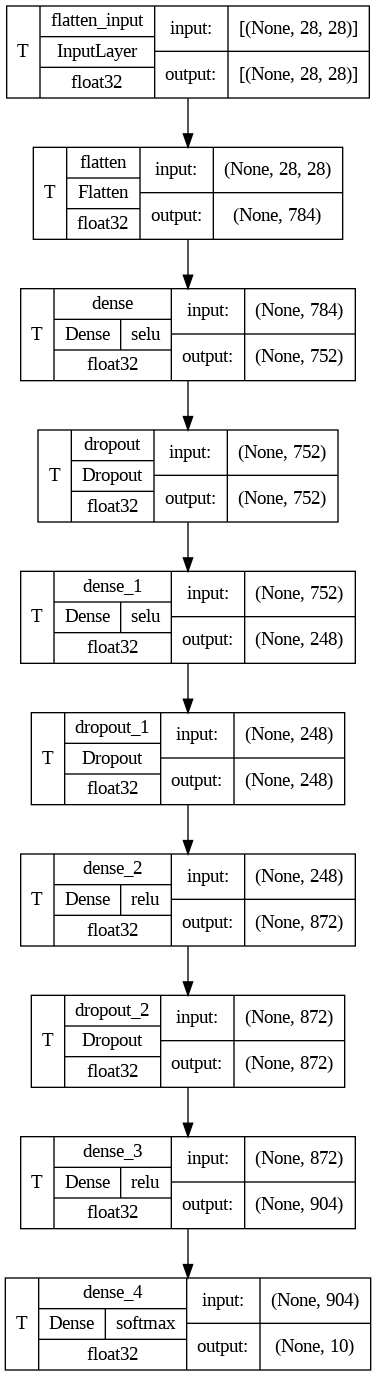 T flatten_input input: [(None, 28, 28)]
InputLayer
float32 output: [(None, 28, 28)]
T flatten input: (None, 28, 28)
Flatten
float32 output: (None, 784)
T dense input: (None, 784)
Dense selu
float32 output: (None, 752)
T dropout input: (None, 752)
Dropout
float32 output: (None, 752)
T dense_1 input: (None, 752)
Dense selu
float32 output: (None, 248)
T dropout_1 input: (None, 248)
Dropout
float32 output: (None, 248)
T dense_2 input: (None, 248)
Dense relu
float32 output: (None, 872)
T dropout_2 input: (None, 872)
Dropout
float32 output: (None, 872)
T dense_3 input: (None, 872)
Dense relu
float32 output: (None, 904)
T dense_4 input: (None, 904)
Dense softmax
float32 output: (None, 10)